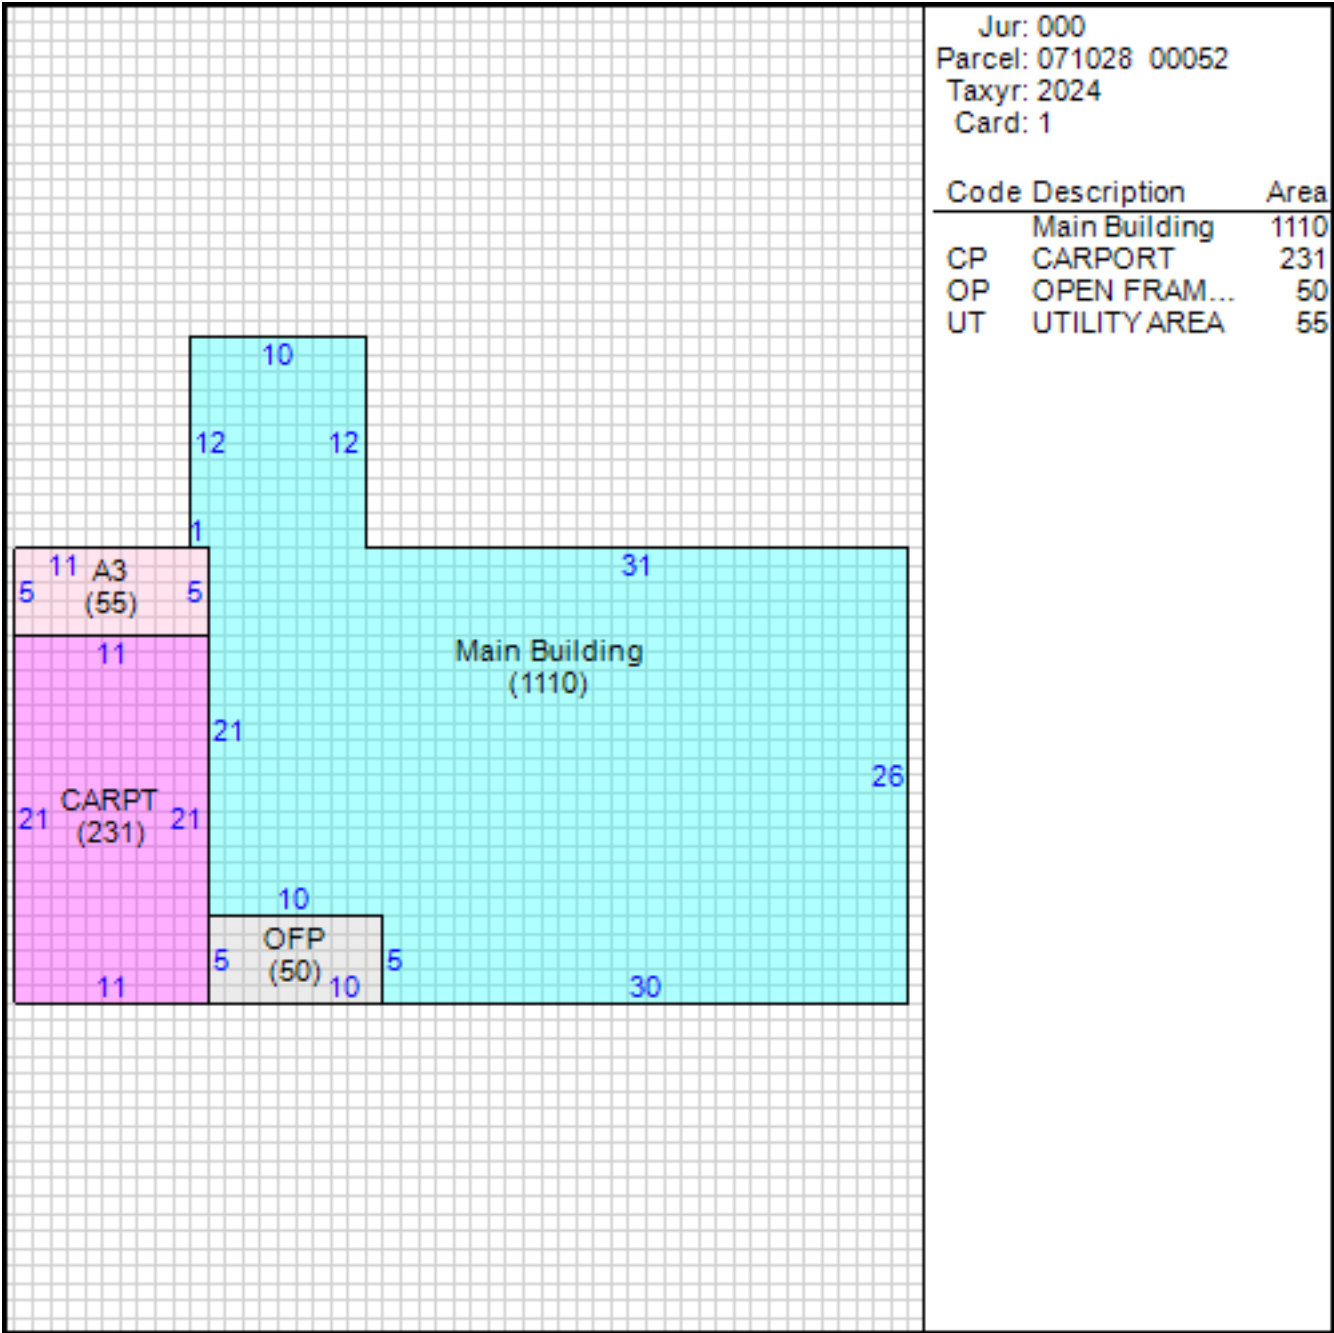 Jur: 000
Parcel: 071028 00052
Taxyr: 2024
Card: 1
Code Description Area
Main Building 1110
CP CARPORT 231
OP OPEN FRAM... 50
UT UTILITY AREA 55
10
12 12
1
11 A3
5 5
(55)
31
11
Main Building
(1110)
21
26
CARPT
21 21
(231)
10
OFP
5 5
(50)
11 10 30